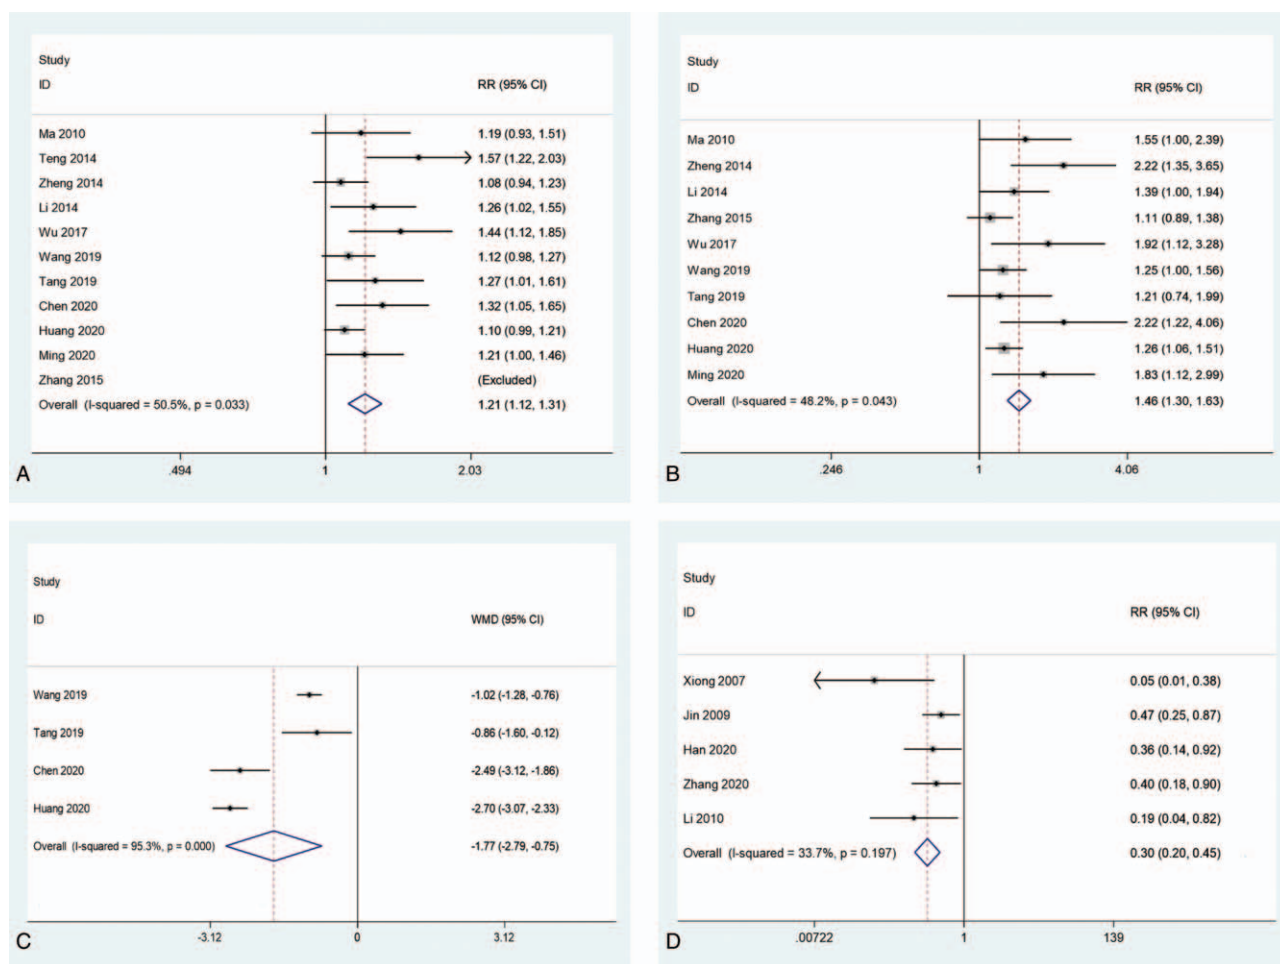 Study
ID RR (95% CI)
Ma 2010 1.19 (0.93, 1.51)
Teng 2014 1.57 (1.22, 2.03)
Zheng 2014 1.08 (0.94, 1.23)
Li 2014 1.26 (1.02, 1.55)
Wu 2017 1.44 (1.12, 1.85)
Wang 2019 1.12 (0.98, 1.27)
Tang 2019 1.27 (1.01, 1.61)
Chen 2020 1.32 (1.05, 1.65)
Huang 2020 1.10 (0.99, 1.21)
Ming 2020 1.21 (1.00, 1.46)
Zhang 2015 (Excluded)
Overall (I-squared = 50.5%, p = 0.033) 1.21 (1.12, 1.31)
.494 1 2.03
A
Study
ID RR (95% CI)
Ma 2010 1.55 (1.00, 2.39)
Zheng 2014 2.22 (1.35, 3.65)
Li 2014 1.39 (1.00, 1.94)
Zhang 2015 1.11 (0.89, 1.38)
Wu 2017 1.92 (1.12, 3.28)
Wang 2019 1.25 (1.00, 1.56)
Tang 2019 1.21 (0.74, 1.99)
Chen 2020 2.22 (1.22, 4.06)
Huang 2020 1.26 (1.06, 1.51)
Ming 2020 1.83 (1.12, 2.99)
Overall (I-squared = 48.2%, p = 0.043) 1.46 (1.30, 1.63)
.246 1 4.06
B
Study
ID WMD (95% CI)
Wang 2019 -1.02 (-1.28, -0.76)
Tang 2019 -0.86 (-1.60, -0.12)
Chen 2020 -2.49 (-3.12, -1.86)
Huang 2020 -2.70 (-3.07, -2.33)
Overall (I-squared = 95.3%, p = 0.000) -1.77 (-2.79, -0.75)
-3.12 0 3.12
C
Study
ID RR (95% CI)
Xiong 2007 0.05 (0.01, 0.38)
Jin 2009 0.47 (0.25, 0.87)
Han 2020 0.36 (0.14, 0.92)
Zhang 2020 0.40 (0.18, 0.90)
Li 2010 0.19 (0.04, 0.82)
Overall (I-squared = 33.7%, p = 0.197) 0.30 (0.20, 0.45)
.00722 1 139
D